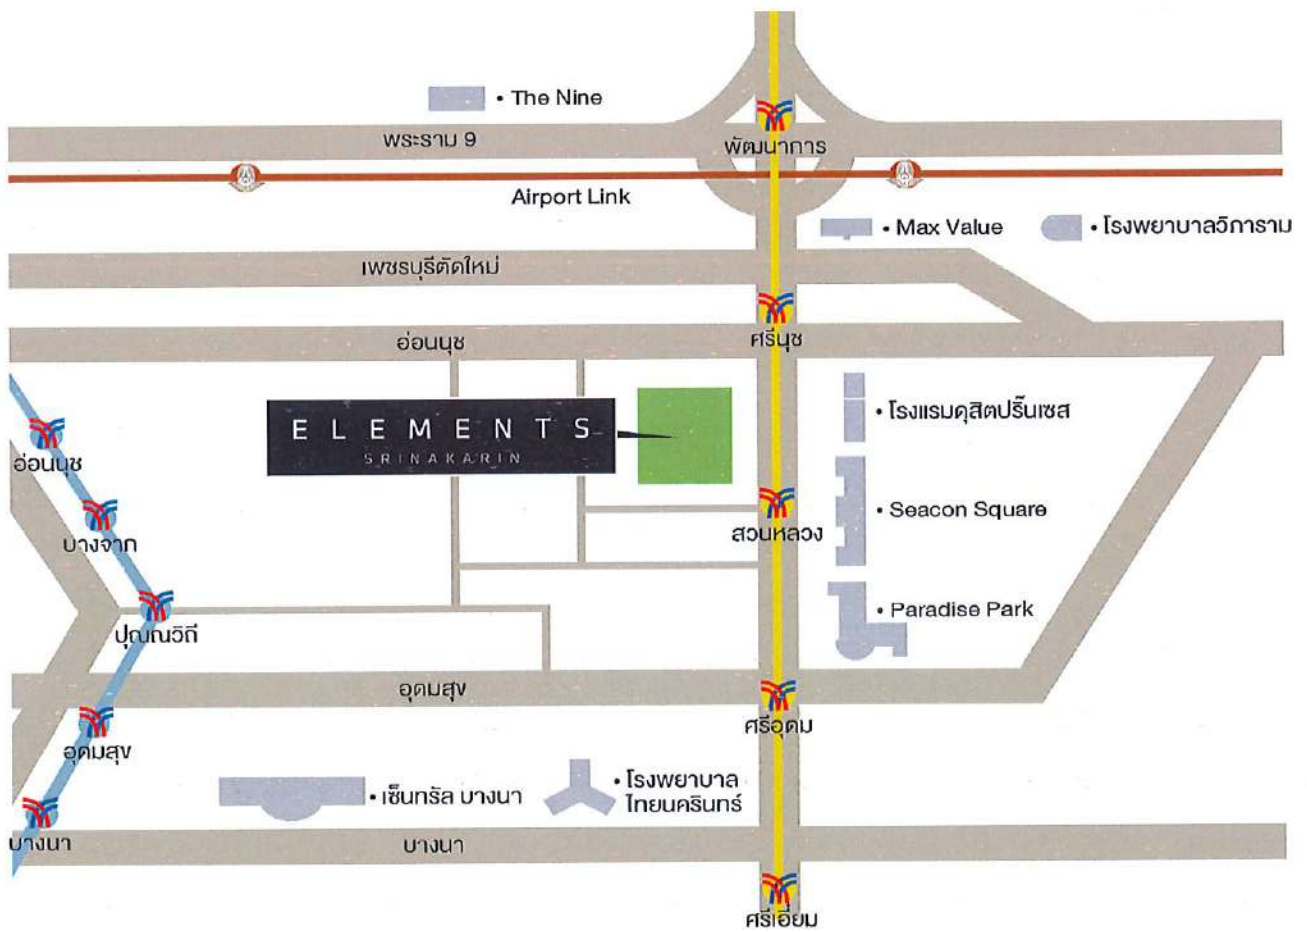 • The Nine
พระราม 9
พัฒนาการ
Airport Link
• Max Value
• โรงพยาบาลวิภาราม
เพชรบุรีตัดใหม่
อ่อนนุช
ศรีนุช
ELEMENTS
SRINAKARIN
• โรงแรมดุสิตปริ๊นเซส
อ่อนนุช
บางจาก
สวนหลวง
• Seacon Square
ปุณณวิถี
• Paradise Park
อุดมสุข
ศรีอุดม
อุดมสุข
• เซ็นทรัล บางนา
• โรงพยาบาล
ไทยนครินทร์
บางนา
บางนา
ศรีเอี่ยม